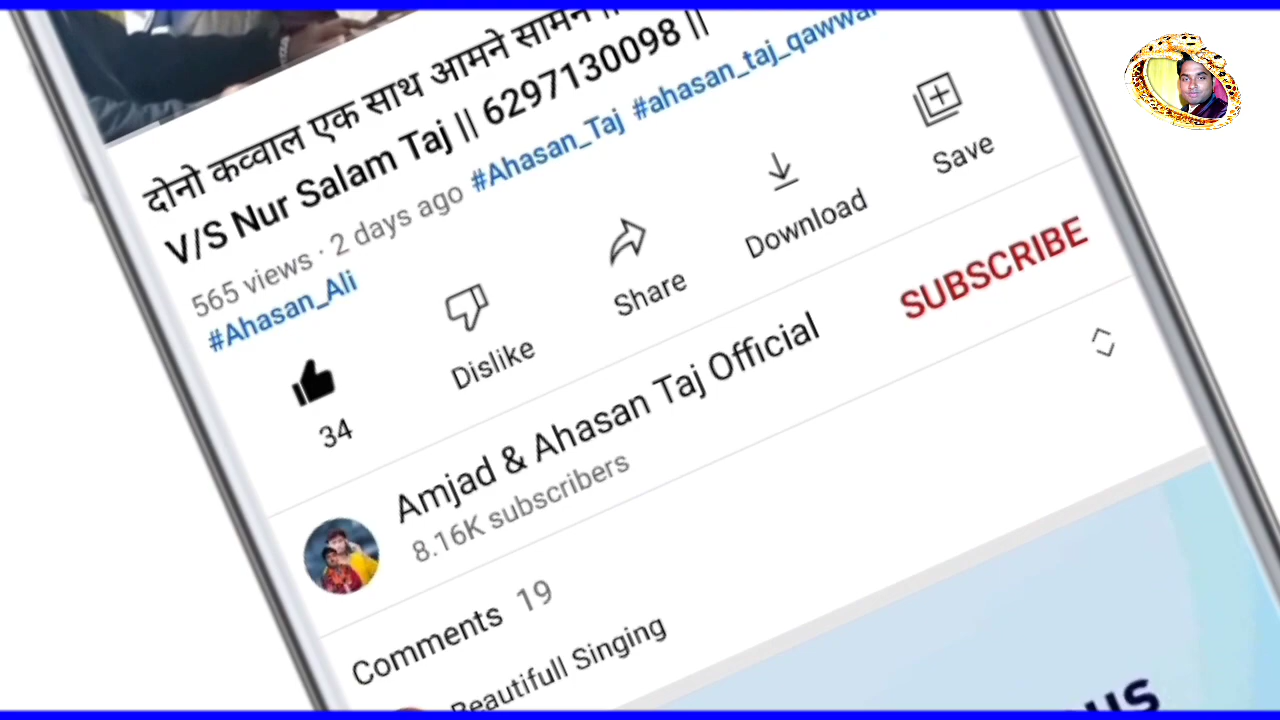 दोनो कव्वाल एक साथ आमने सामने ||
V/S Nur Salam Taj || 6297130098 ||
565 views · 2 days ago #Ahasan_Taj #ahasan_taj_qawwali
#Ahasan_Ali
34
Dislike
Share
Download
Save
Amjad & Ahasan Taj Official
8.16K subscribers
SUBSCRIBE
Comments 19
Beautifull Singing